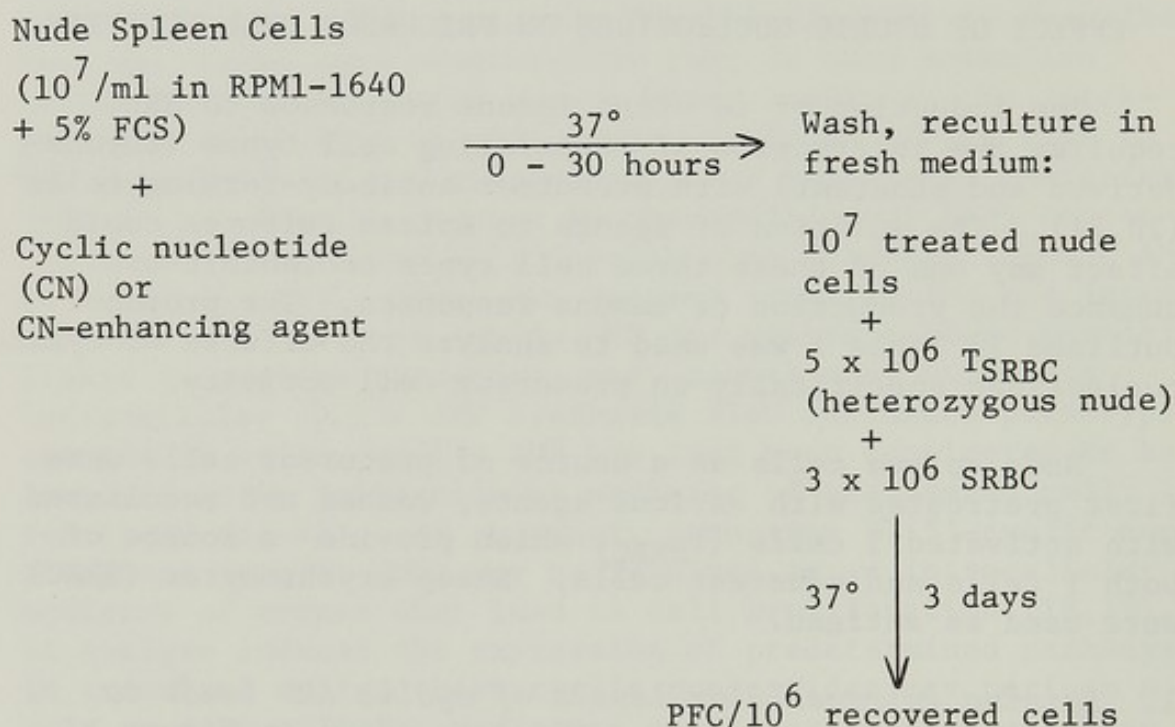 Nude Spleen Cells
(10⁷/ml in RPM1-1640
+ 5% FCS)
+
Cyclic nucleotide
(CN) or
CN-enhancing agent
37°
0 - 30 hours
Wash, reculture in
fresh medium:
10⁷ treated nude
cells
+
5 x 10⁶ T_SRBC
(heterozygous nude)
+
3 x 10⁶ SRBC
37° 3 days
PFC/10⁶ recovered cells